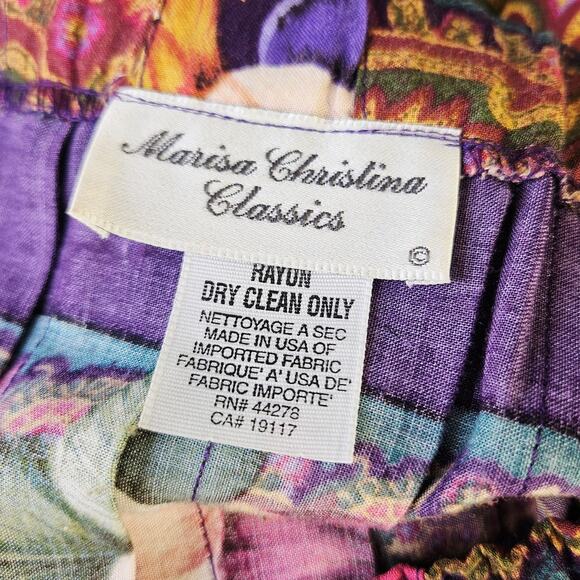 Marisa Christina
Classics
©
RAYON
DRY CLEAN ONLY
NETTOYAGE A SEC
MADE IN USA OF
IMPORTED FABRIC
FABRIQUE' A' USA DE'
FABRIC IMPORTE'
RN# 44278
CA# 19117